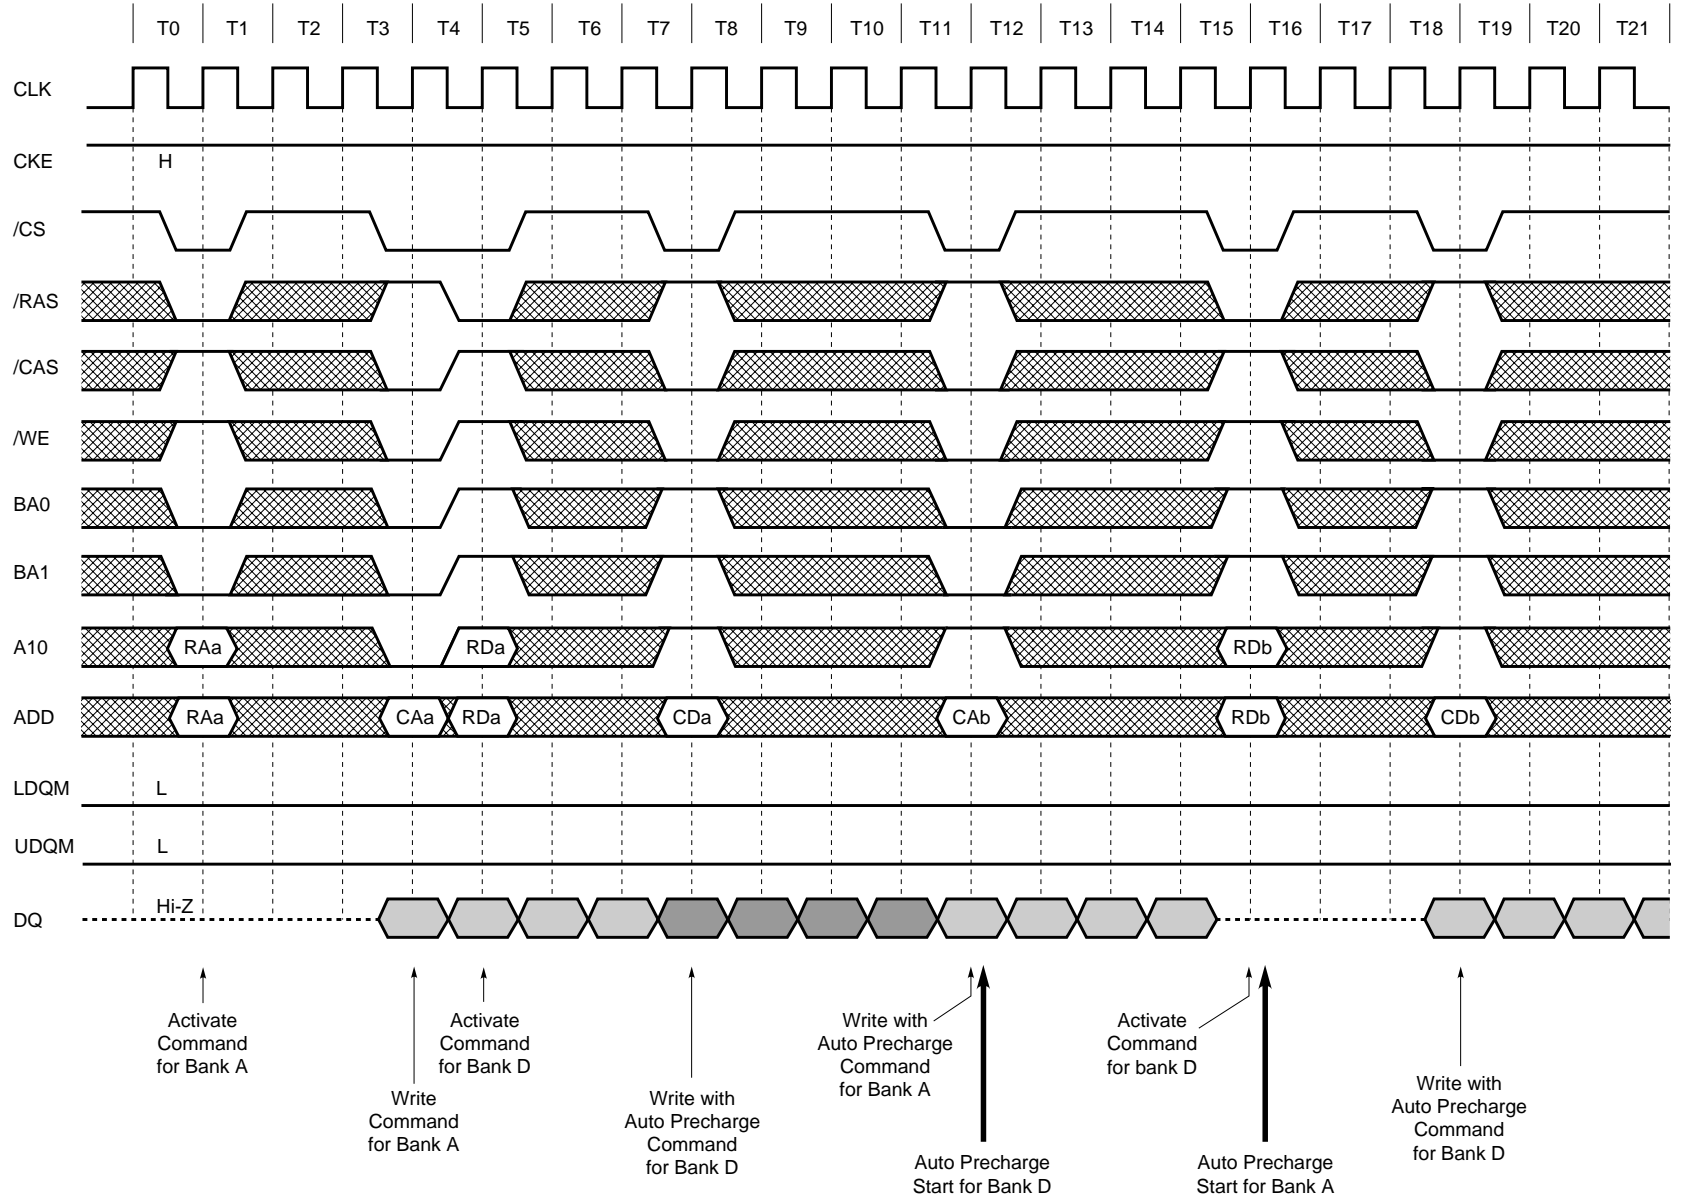 T0 T1 T2 T3 T4 T5 T6 T7 T8 T9 T10 T11 T12 T13 T14 T15 T16 T17 T18 T19 T20 T21
CLK
CKE H
/CS
/RAS
/CAS
/WE
BA0
BA1
A10 RAa RDa RDb
ADD RAa CAa RDa CDa CAb RDb CDb
LDQM L
UDQM L
DQ Hi-Z
Activate
Command
for Bank A
Write
Command
for Bank A
Activate
Command
for Bank D
Write with
Auto Precharge
Command
for Bank D
Write with
Auto Precharge
Command
for Bank A
Auto Precharge
Start for Bank D
Activate
Command
for bank D
Auto Precharge
Start for Bank A
Write with
Auto Precharge
Command
for Bank D